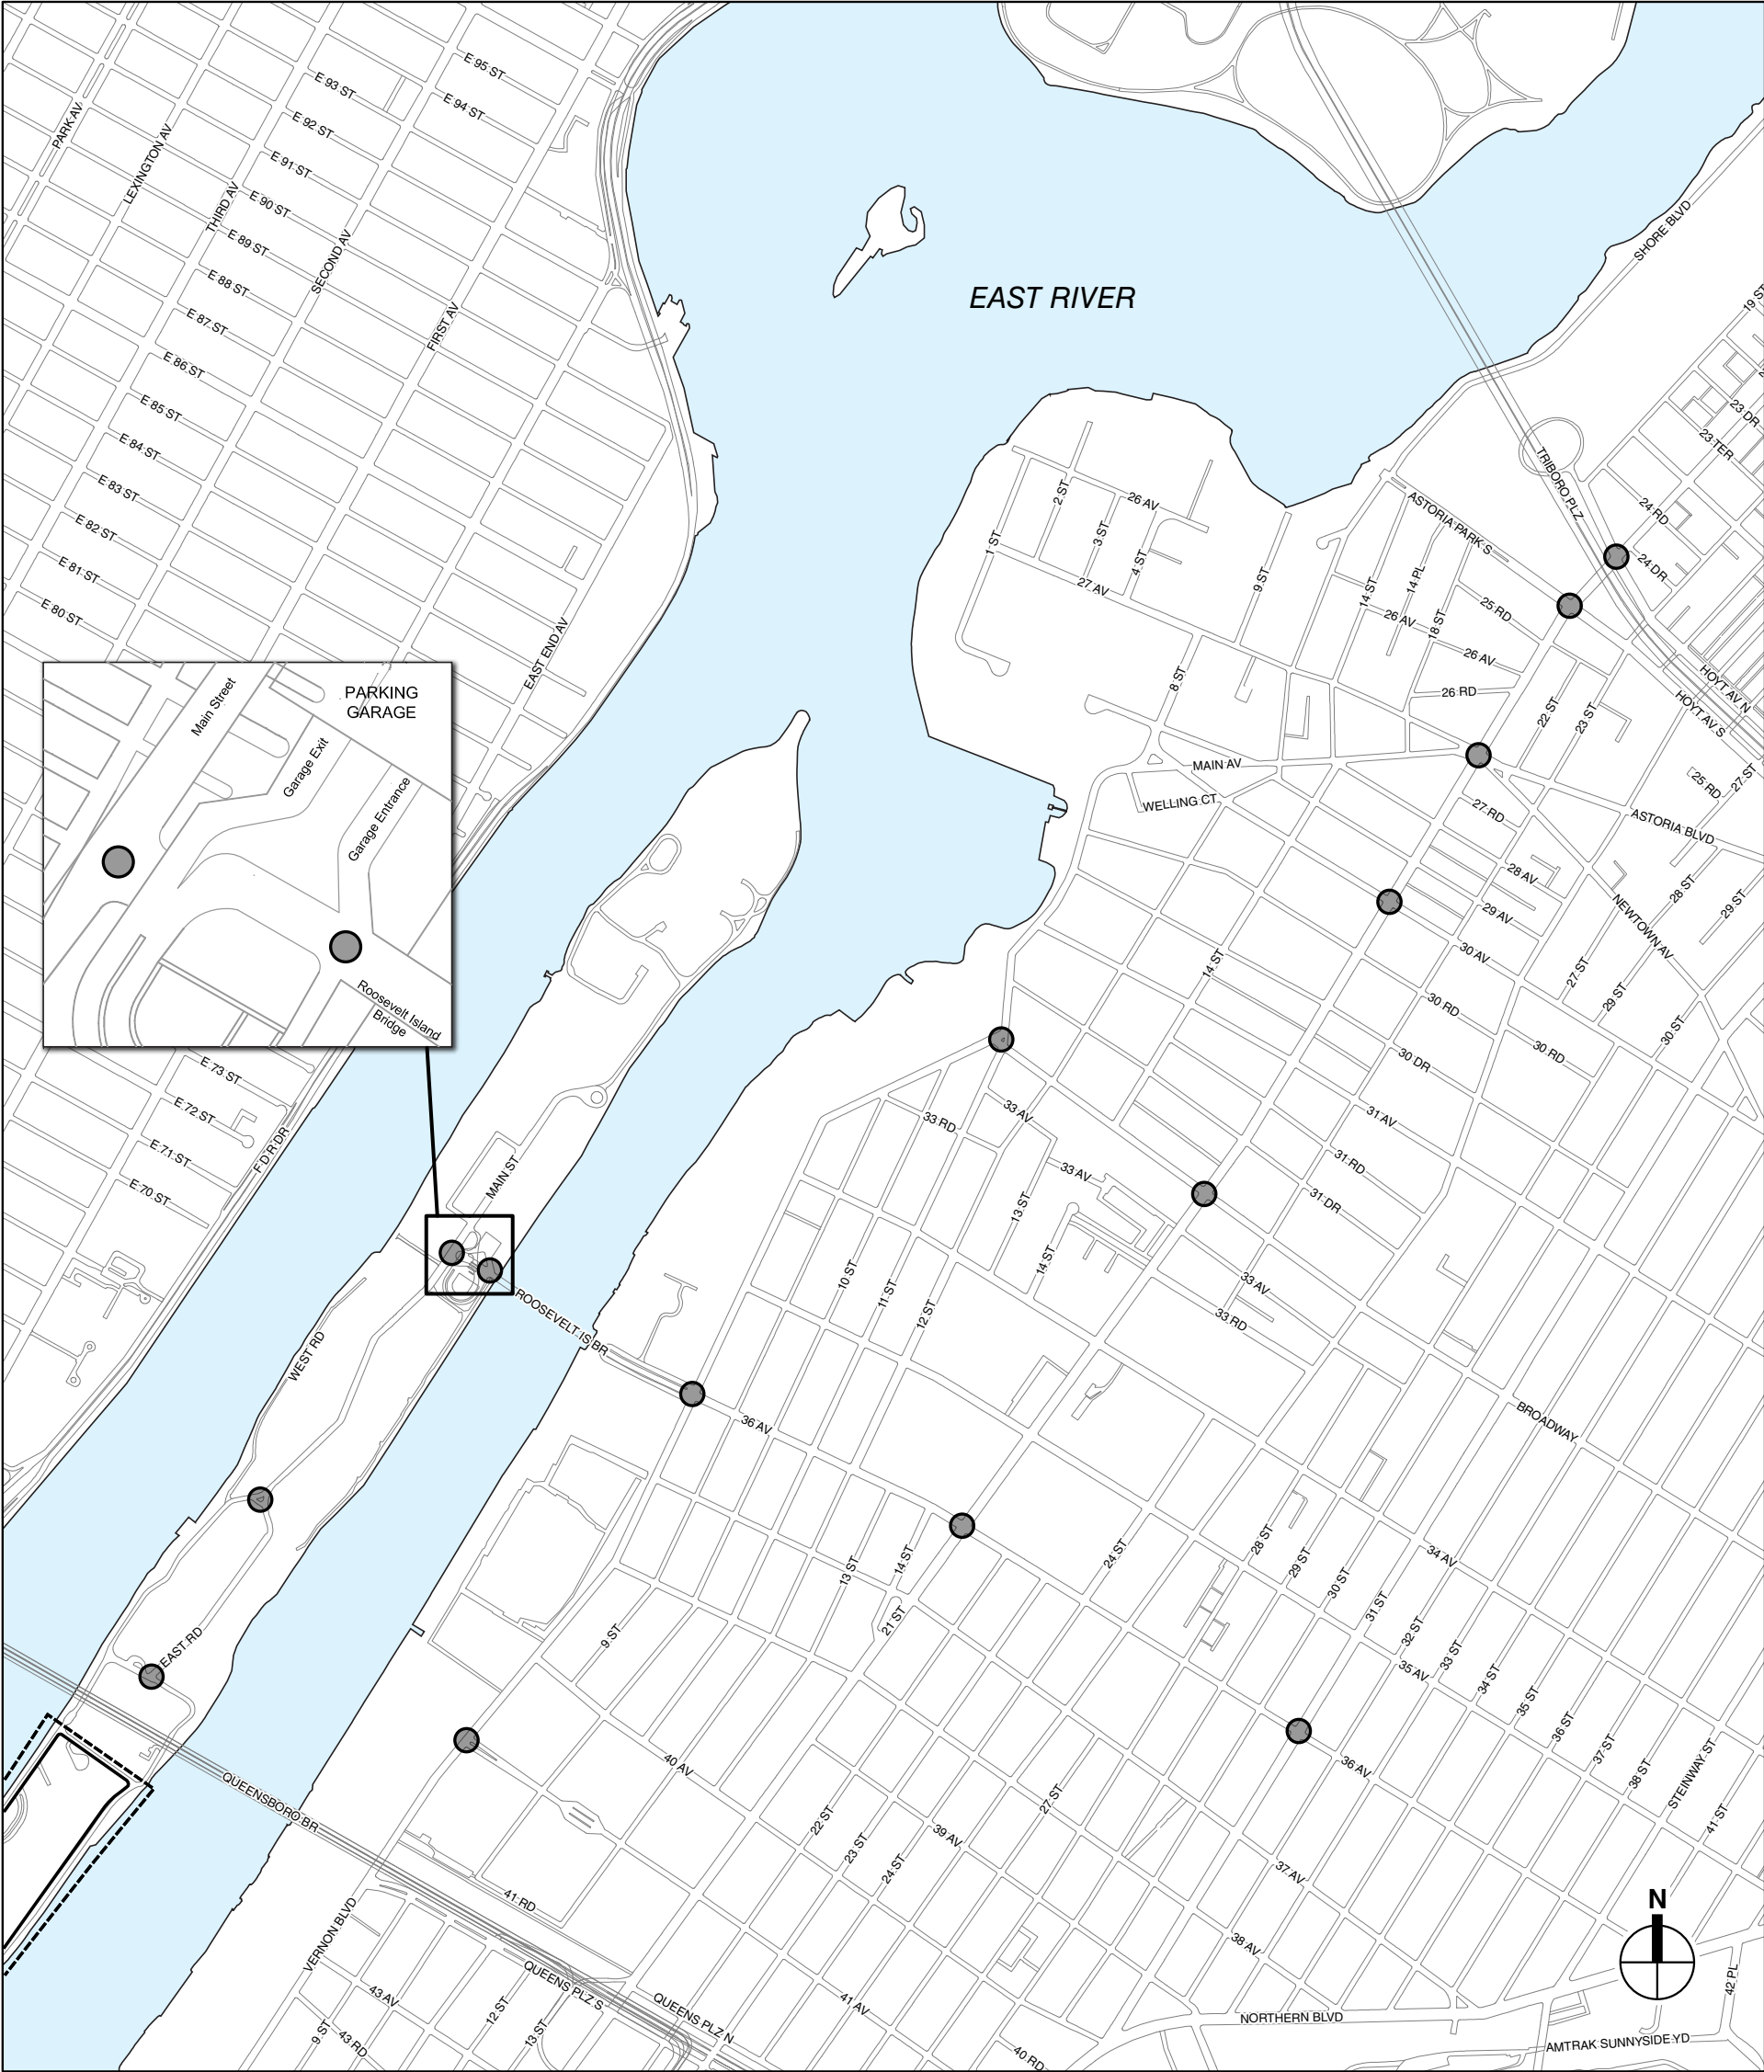 E 95 ST
E 93 ST
E 94 ST
PARK AV
E 92 ST
LEXINGTON AV
E 91 ST
THIRD AV
E 90 ST
SHORE BLVD
E 89 ST
SECOND AV
E 88 ST
EAST RIVER
19 ST
E 87 ST
FIRST AV
E 86 ST
E 85 ST
23 DR
E 84 ST
23 TER
TRIBORO PLZ
E 83 ST
2 ST
26 AV
24 RD
E 82 ST
3 ST
ASTORIA PARK S
1 ST
4 ST
E 81 ST
24 DR
27 AV
9 ST
14 ST
14 PL
E 80 ST
25 RD
26 AV
18 ST
EAST END AV
26 AV
8 ST
26 RD
HOYT AV N
HOYT AV S
22 ST
23 ST
PARKING
GARAGE
Main Street
Garage Exit
Garage Entrance
Roosevelt Island
Bridge
MAIN AV
25 RD
27 ST
WELLING CT
27 RD
ASTORIA BLVD
28 AV
28 ST
29 ST
29 AV
NEWTOWN AV
30 AV
14 ST
27 ST
29 ST
30 RD
30 ST
30 RD
30 DR
E 73 ST
E 72 ST
33 AV
33 RD
31 AV
E 71 ST
F D R DR
31 RD
33 AV
MAIN ST
E 70 ST
13 ST
31 DR
14 ST
10 ST
33 AV
11 ST
ROOSEVELT IS BR
12 ST
33 RD
WEST RD
36 AV
BROADWAY
28 ST
24 ST
34 AV
13 ST
14 ST
29 ST
30 ST
21 ST
31 ST
9 ST
32 ST
EAST RD
33 ST
35 AV
34 ST
35 ST
36 ST
37 ST
40 AV
36 AV
38 ST
STEINWAY ST
QUEENSBORO BR
27 ST
22 ST
41 ST
39 AV
23 ST
24 ST
37 AV
41 RD
N
VERNON BLVD
38 AV
QUEENS PLZ S
43 AV
12 ST
QUEENS PLZ N
41 AV
42 PL
9 ST
13 ST
NORTHERN BLVD
43 RD
40 RD
AMTRAK SUNNYSIDE YD